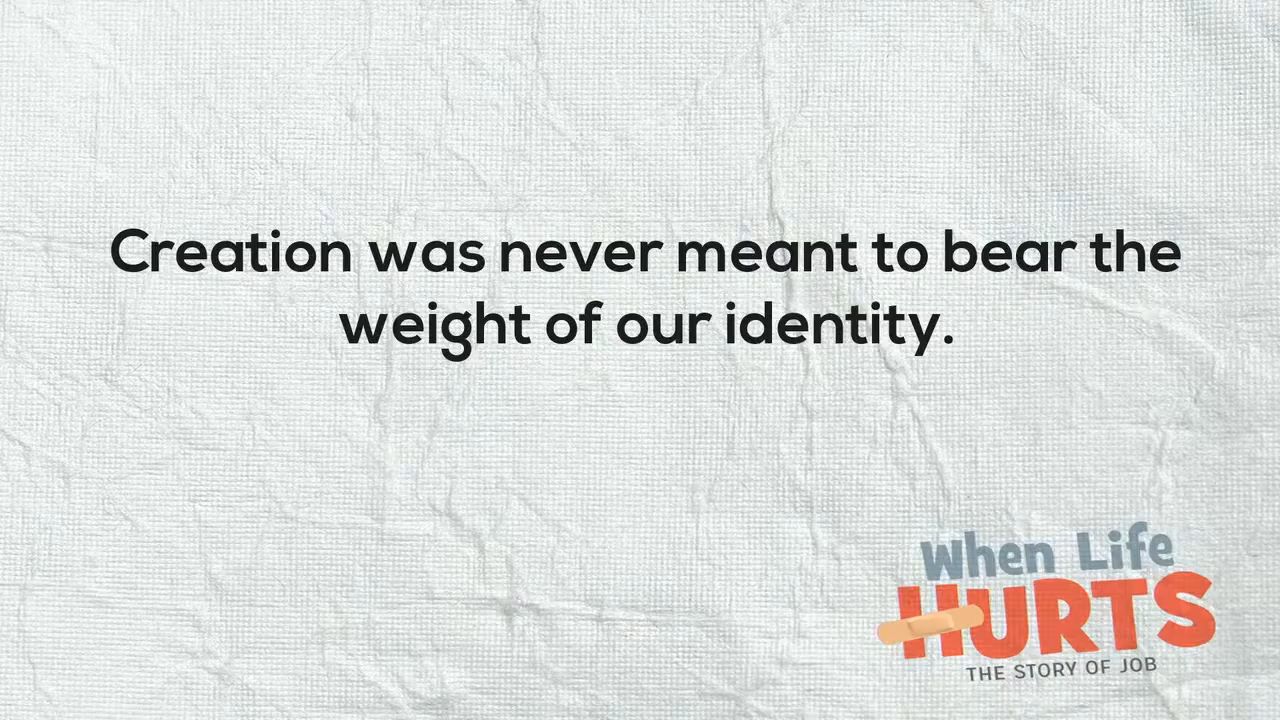 Creation was never meant to bear the
weight of our identity.
When Life
HURTS
THE STORY OF JOB